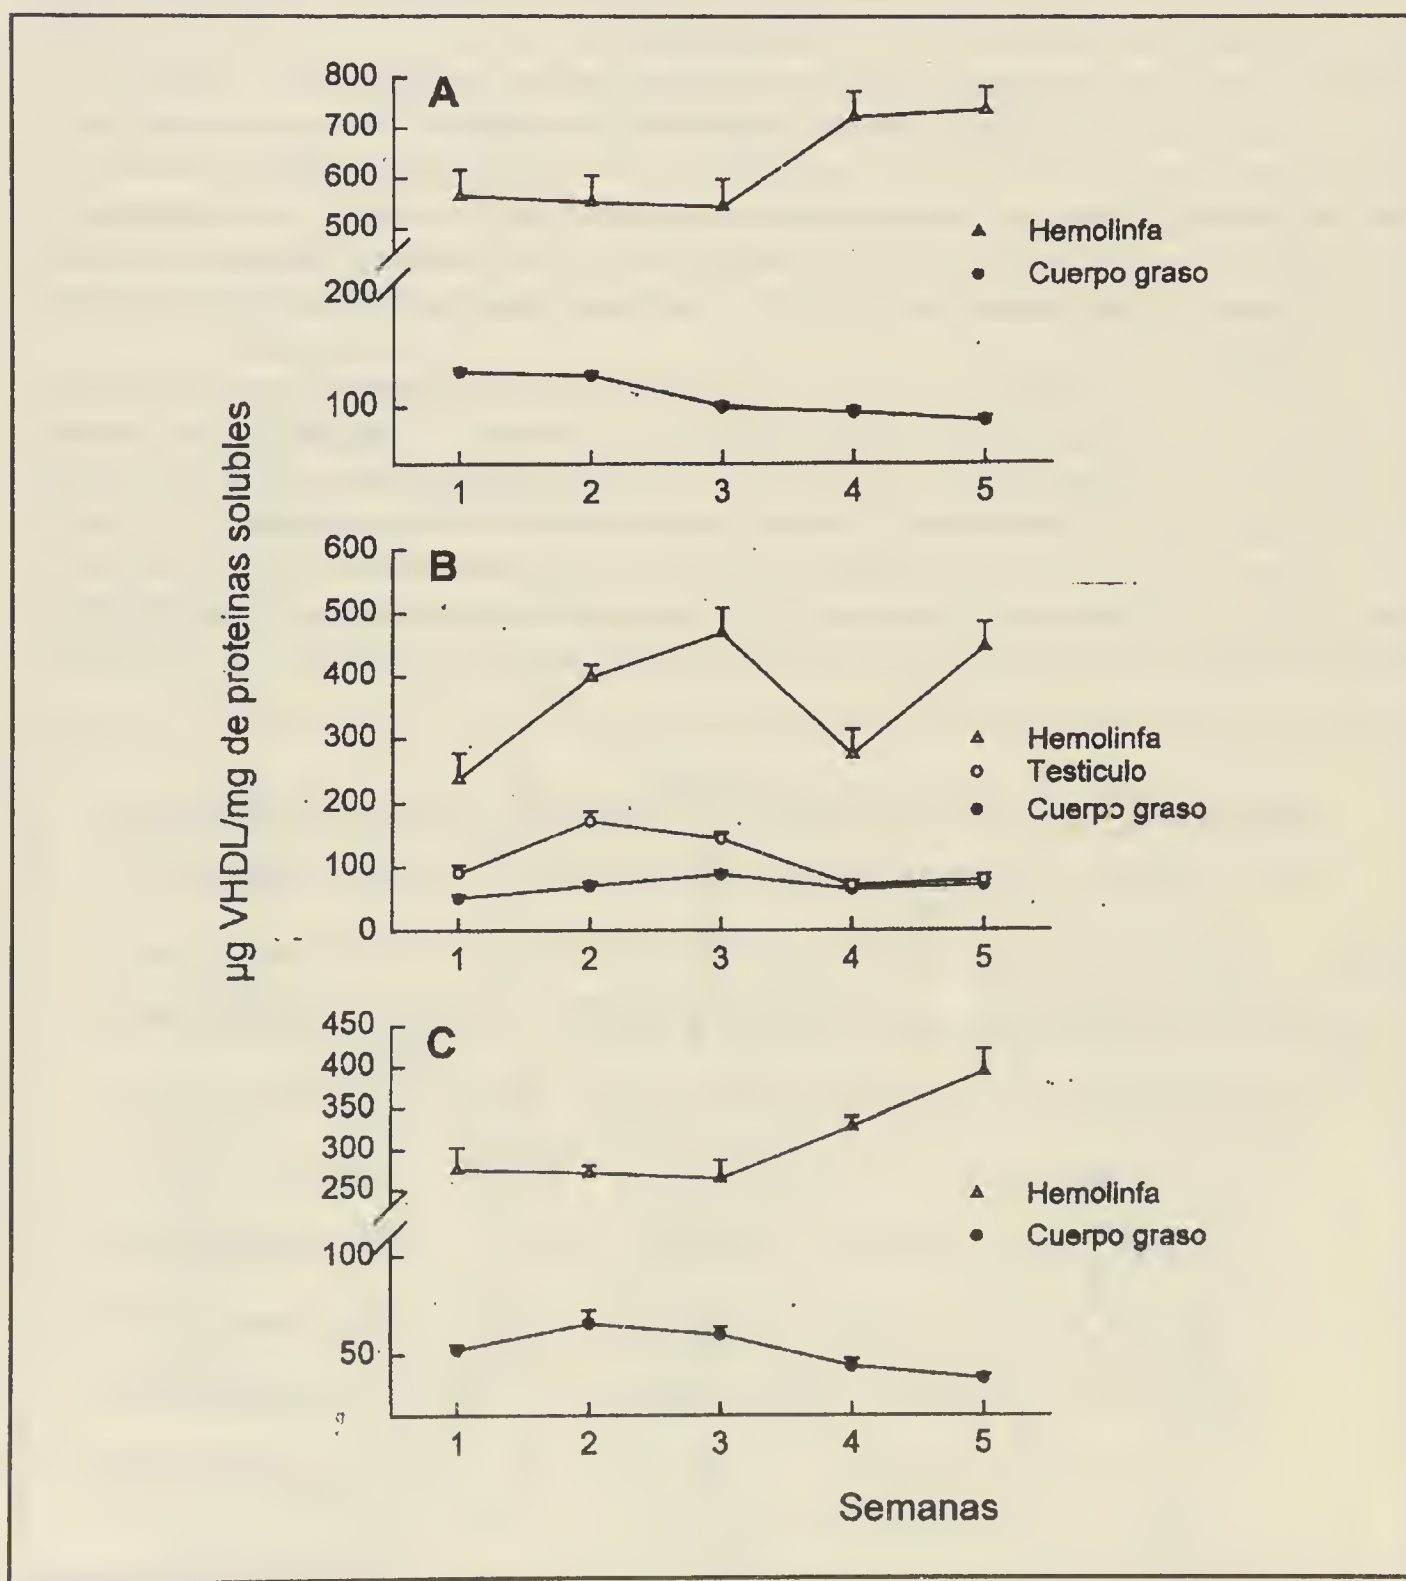 µg VHDL/mg de proteinas solubles
A
800
700
600
500
200
100
Hemolinfa
Cuerpo graso
1 2 3 4 5
B
600
500
400
300
200
100
0
Hemolinfa
Testiculo
Cuerpo graso
1 2 3 4 5
C
450
400
350
300
250
100
50
Hemolinfa
Cuerpo graso
1 2 3 4 5
Semanas